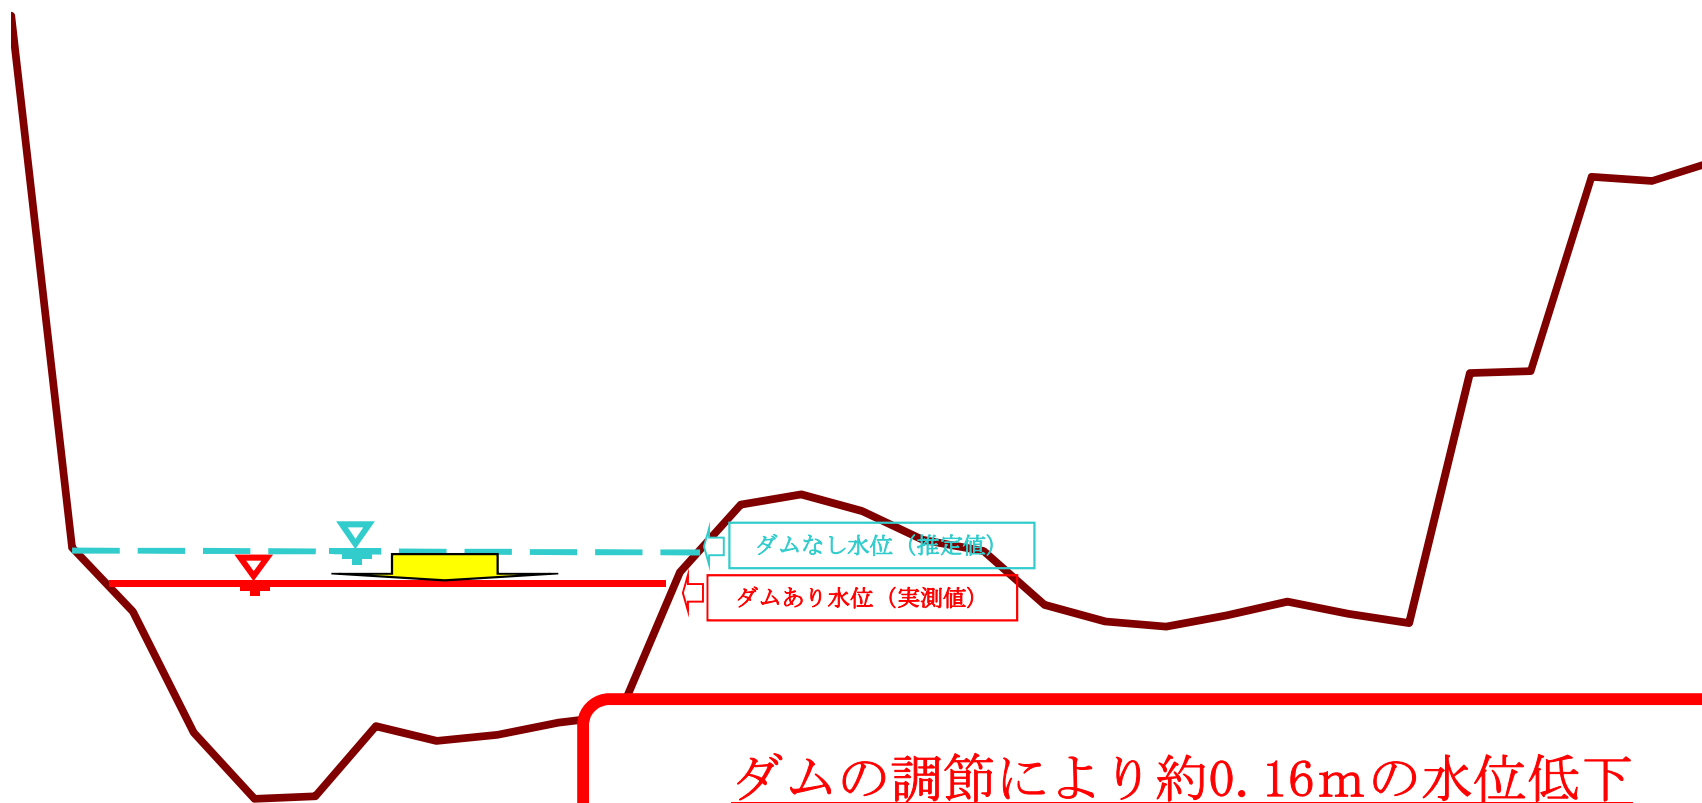 ダムなし水位（推定値）
ダムあり水位（実測値）
ダムの調節により約0.16mの水位低下